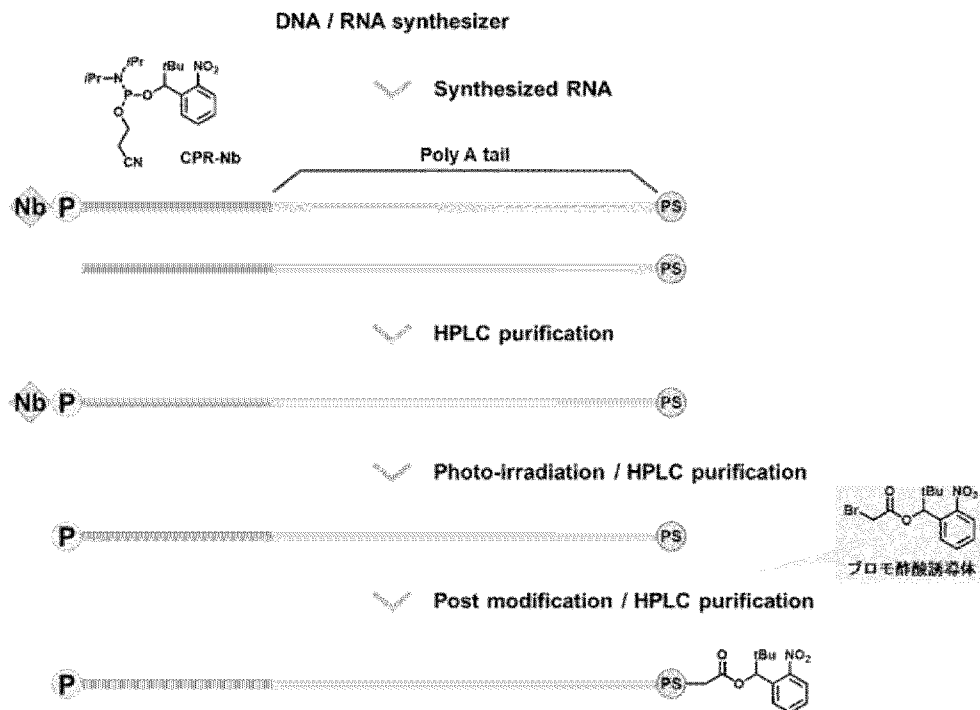 DNA / RNA synthesizer
iPr
iPr
N
P
O
O
tBu
NO2
CN
CPR-Nb
Synthesized RNA
Poly A tail
Nb P
PS
PS
HPLC purification
Nb P
PS
Photo-irradiation / HPLC purification
P
PS
O
Br
O
tBu
NO2
ブロモ酢酸誘導体
Post modification / HPLC purification
P
PS
O
O
tBu
NO2